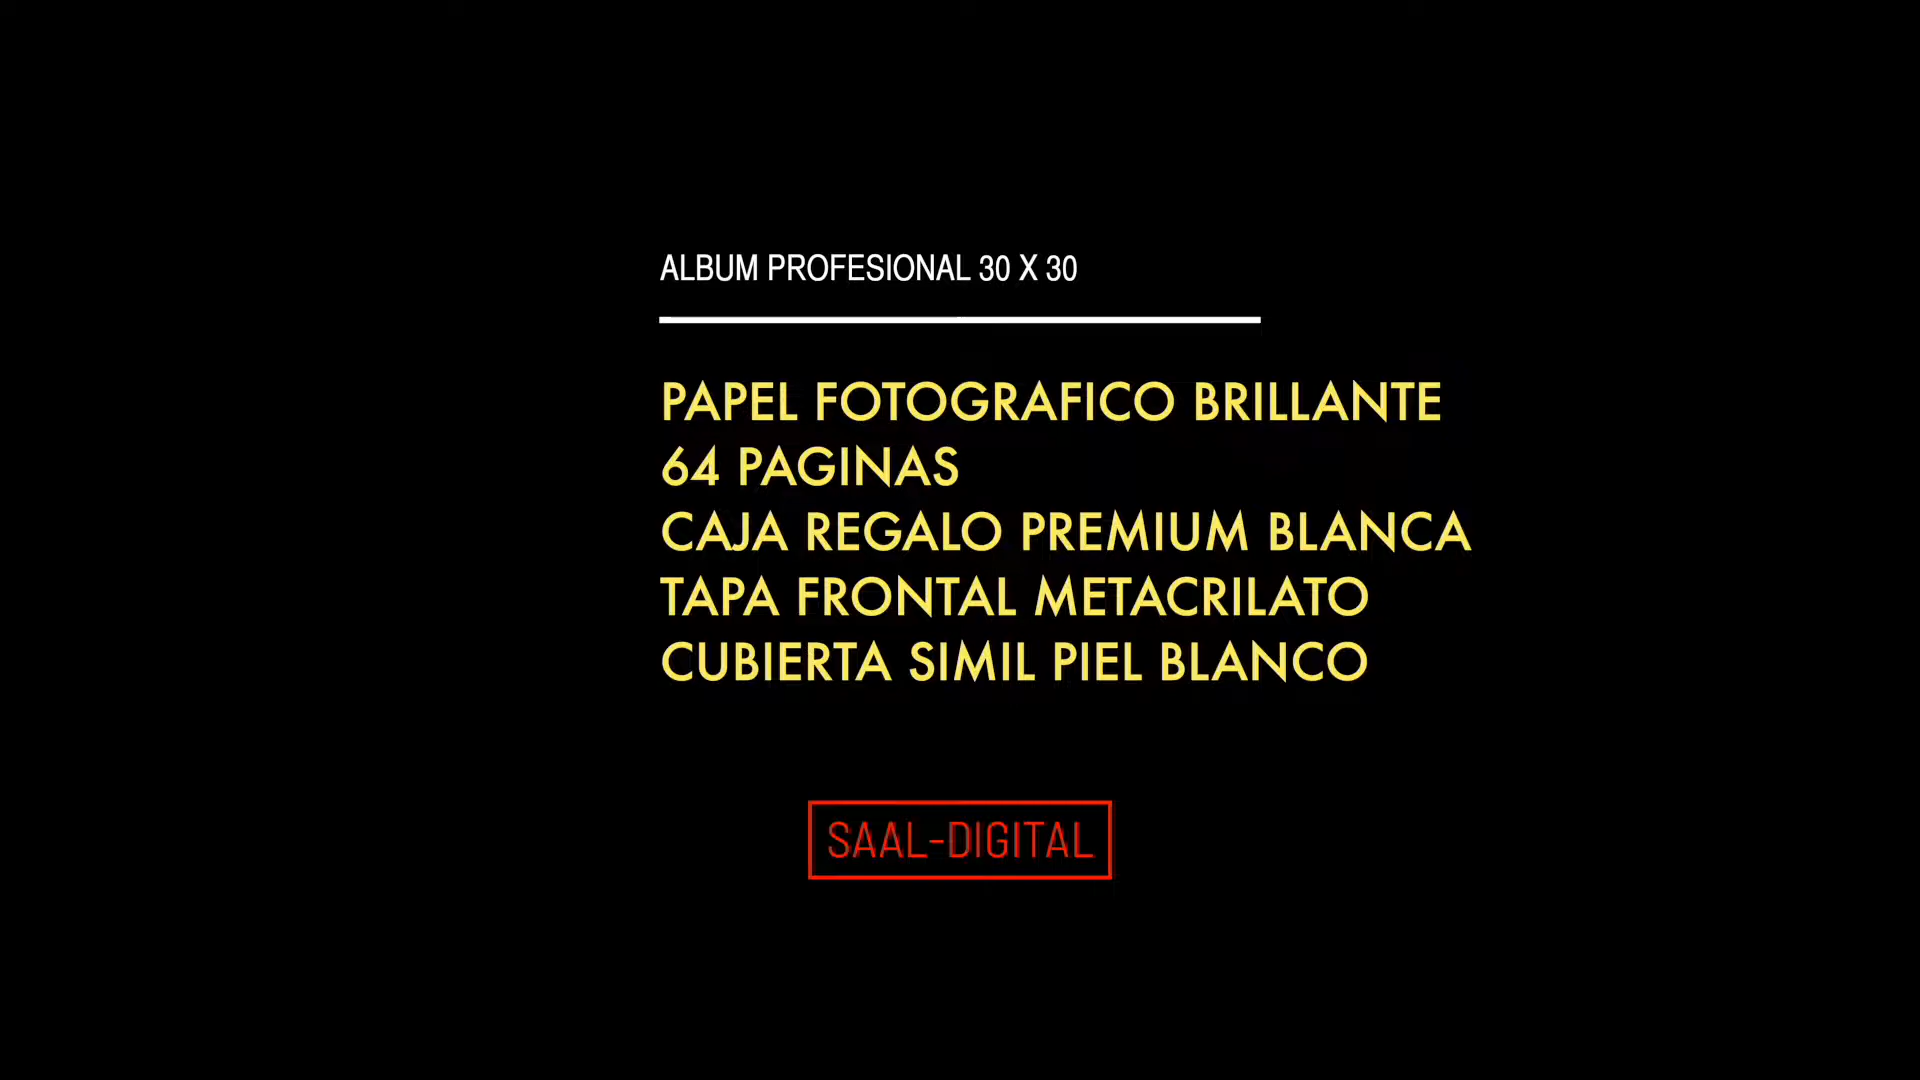 ALBUM PROFESIONAL 30 X 30
PAPEL FOTOGRAFICO BRILLANTE
64 PAGINAS
CAJA REGALO PREMIUM BLANCA
TAPA FRONTAL METACRILATO
CUBIERTA SIMIL PIEL BLANCO
SAAL-DIGITAL